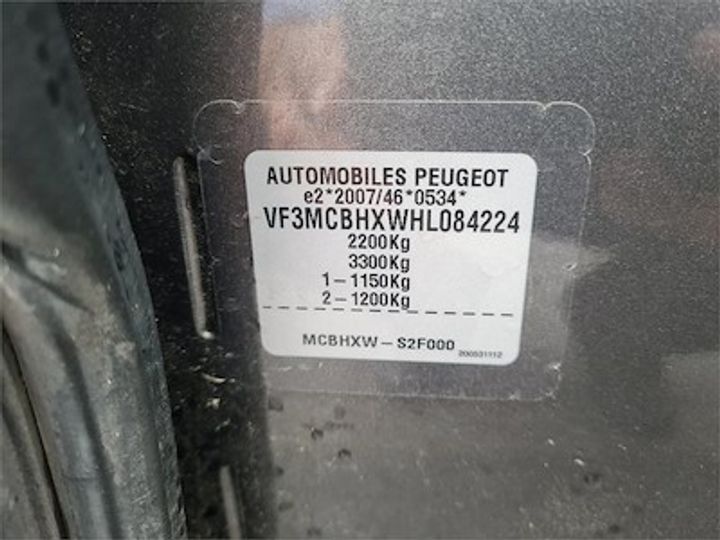 AUTOMOBILES PEUGEOT
e2*2007/46*0534*
VF3MCBHXWHL084224
2200Kg
3300Kg
1-1150Kg
2-1200Kg
MCBHXW-S2F000